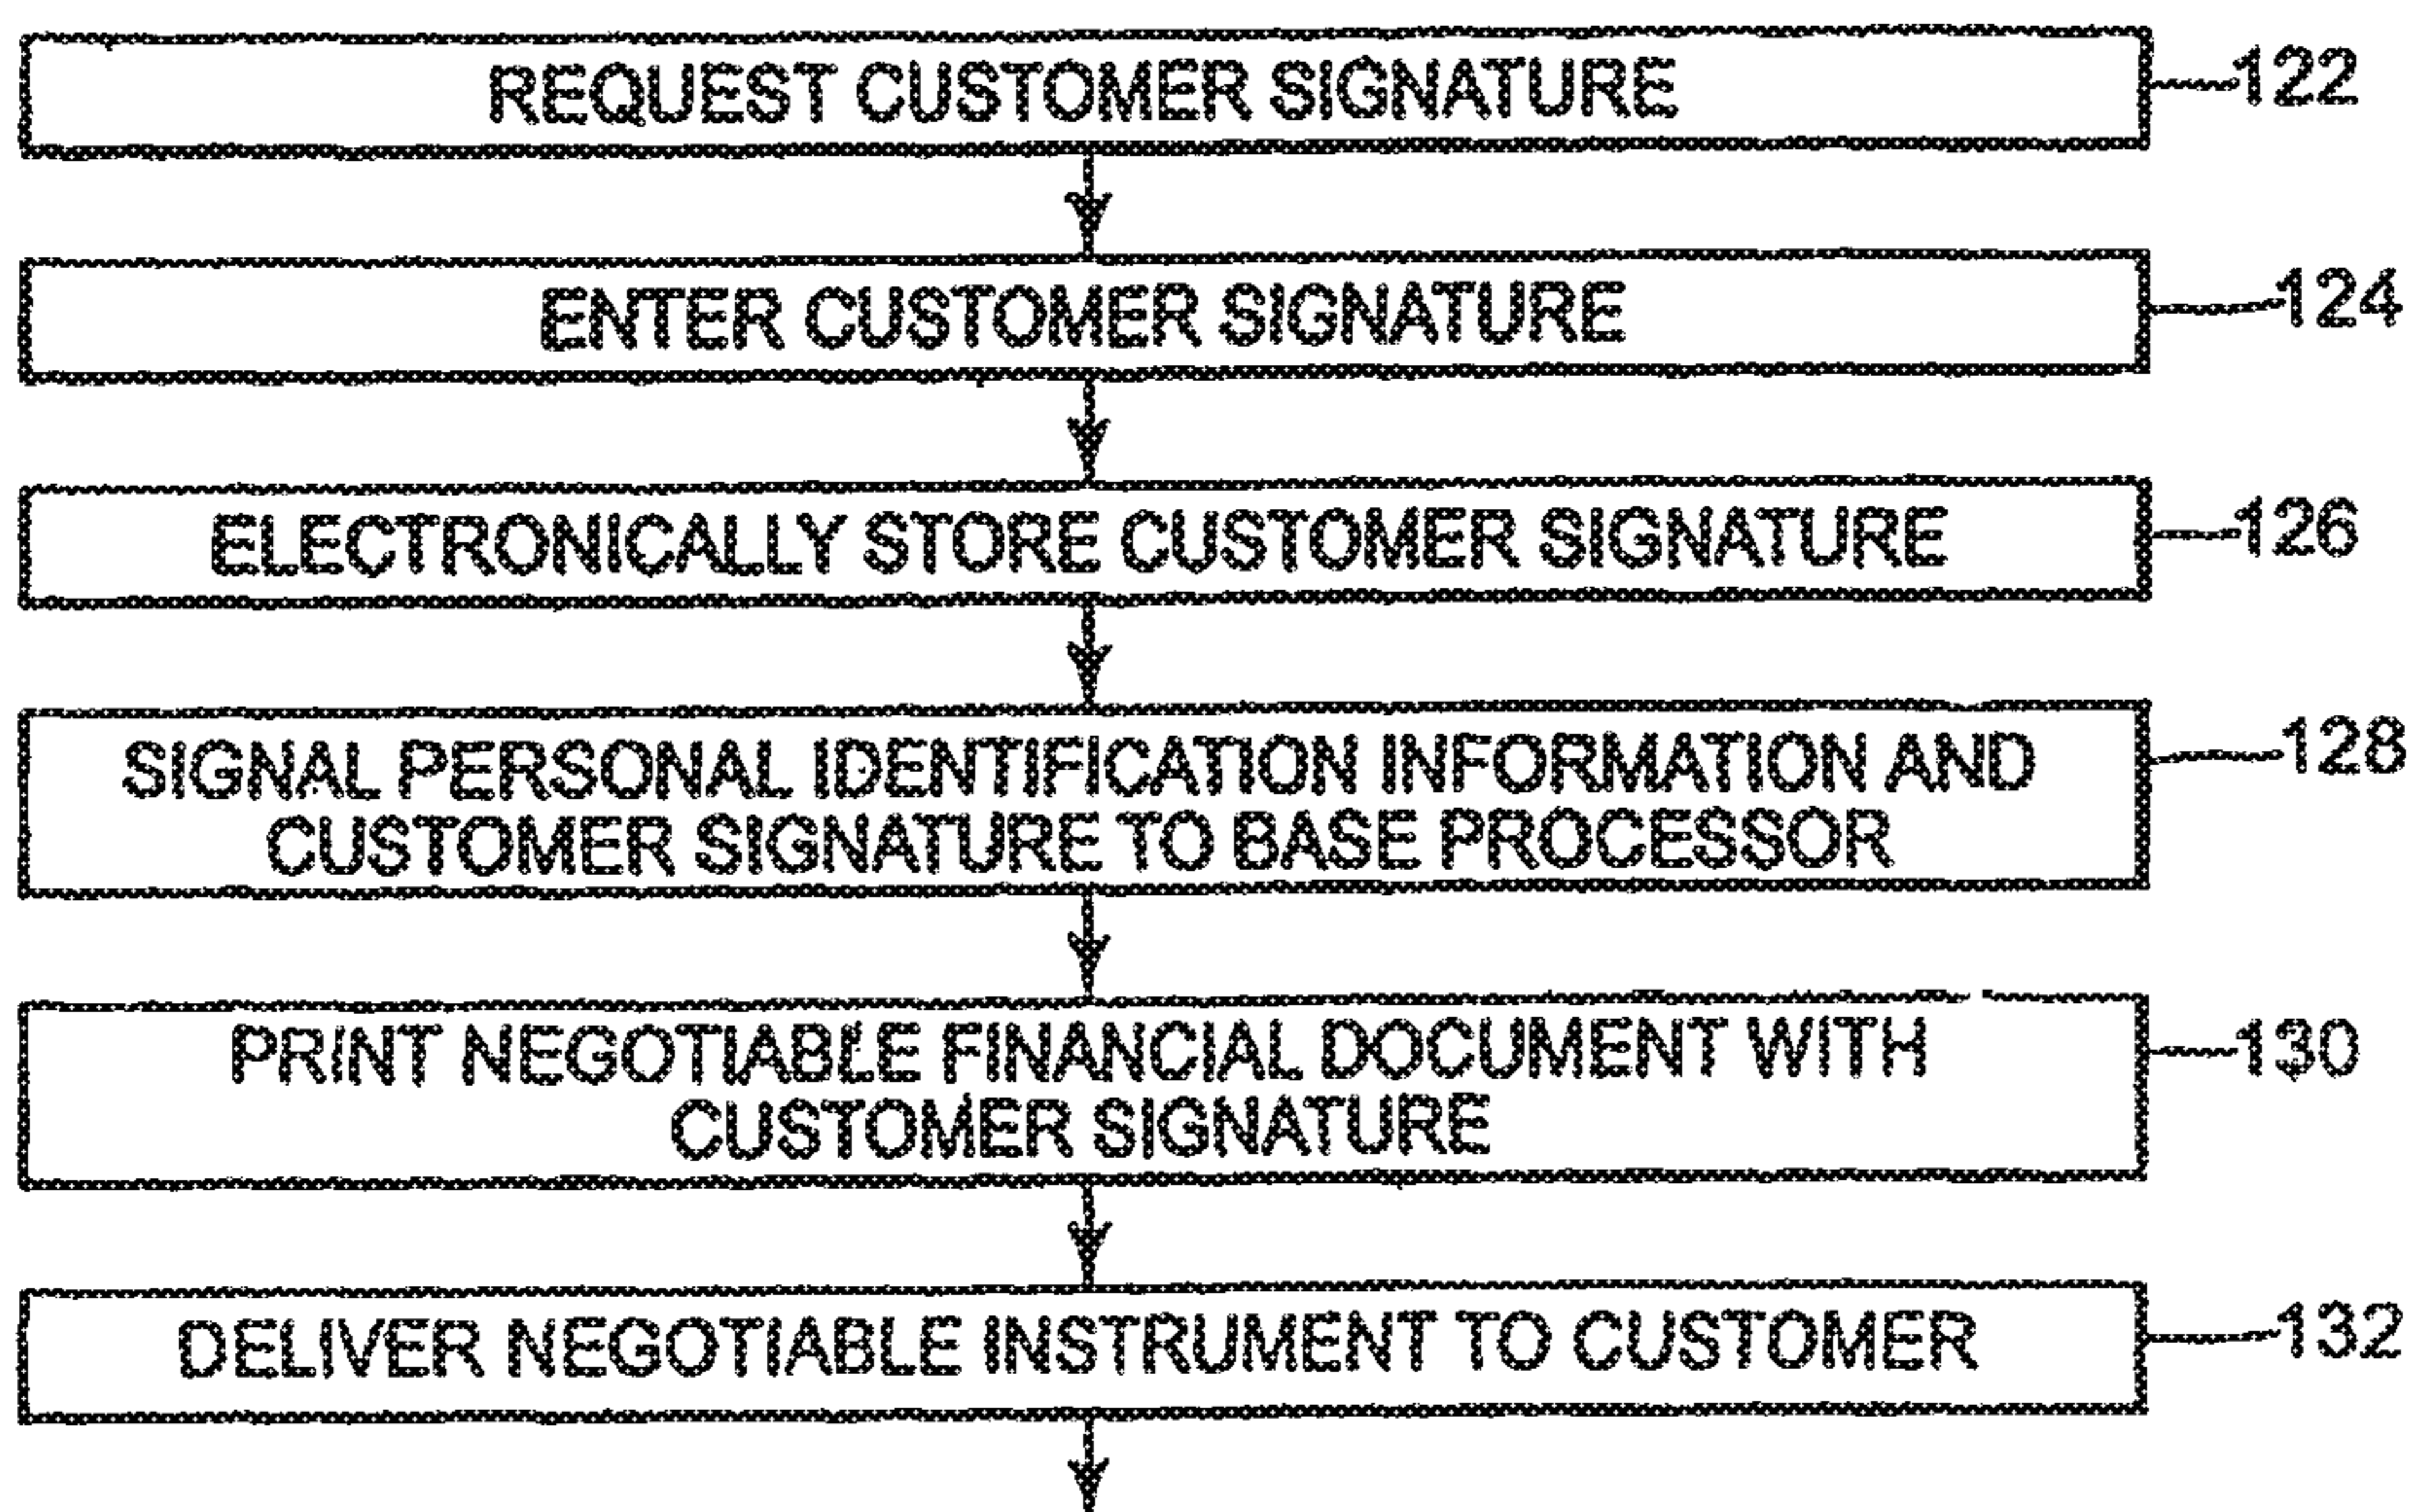 REQUEST CUSTOMER SIGNATURE 122
ENTER CUSTOMER SIGNATURE 124
ELECTRONICALLY STORE CUSTOMER SIGNATURE 126
SIGNAL PERSONAL IDENTIFICATION INFORMATION AND 128
CUSTOMER SIGNATURE TO BASE PROCESSOR
PRINT NEGOTIABLE FINANCIAL DOCUMENT WITH 130
CUSTOMER SIGNATURE
DELIVER NEGOTIABLE INSTRUMENT TO CUSTOMER 132